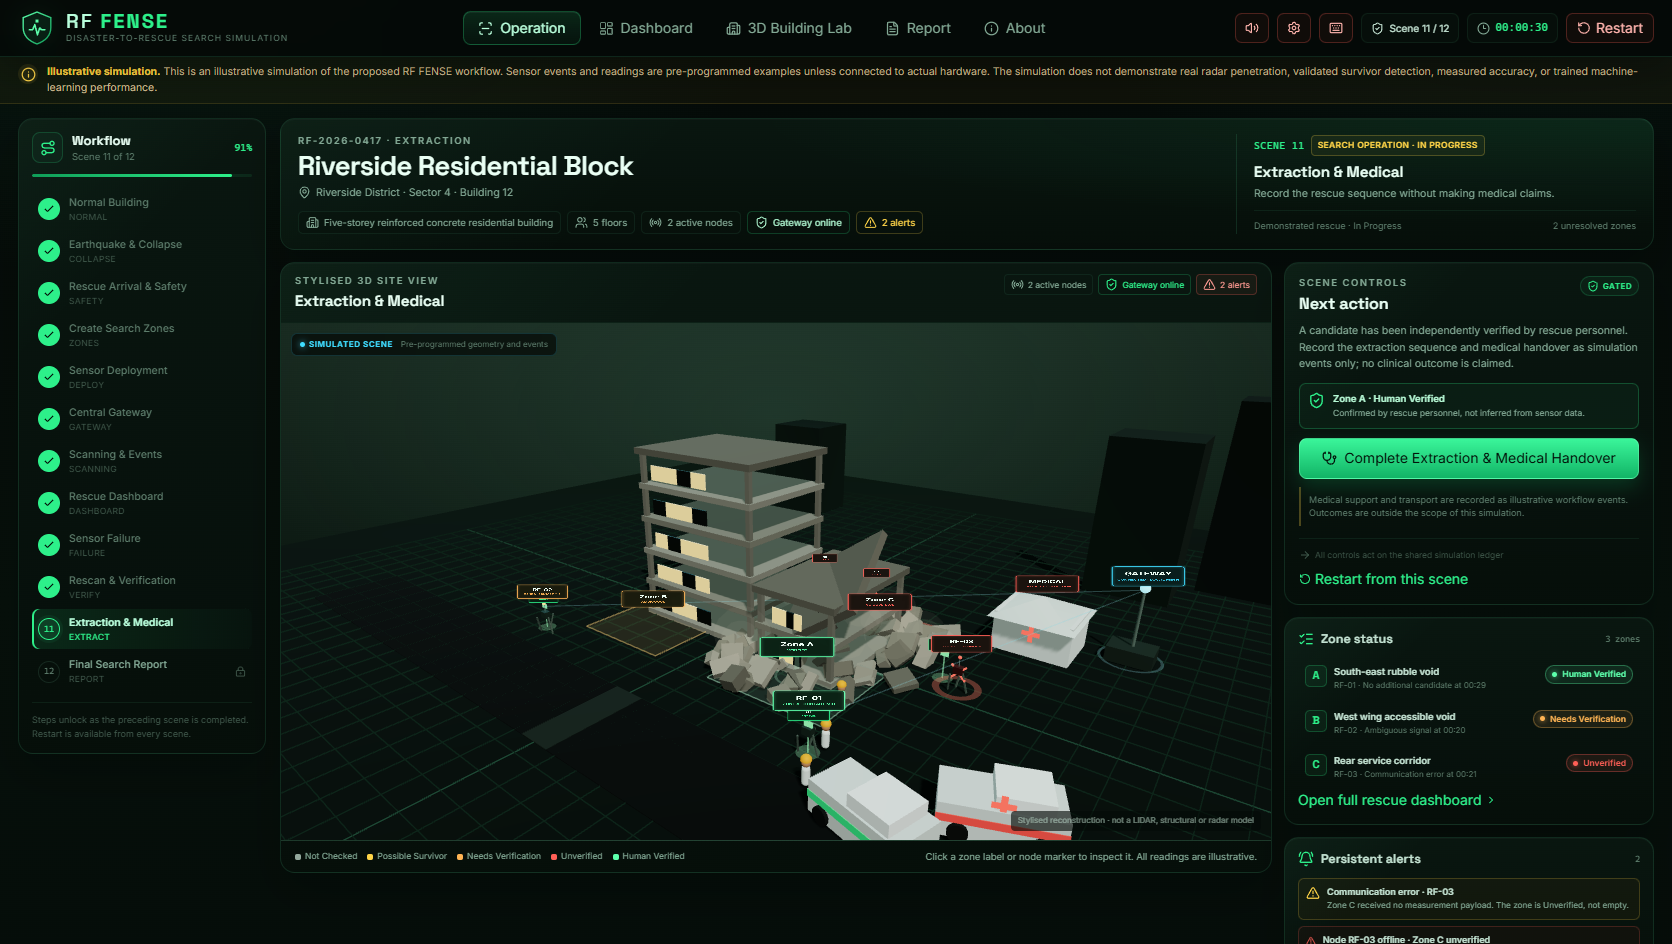 RF FENSE
DISASTER-TO-RESCUE SEARCH SIMULATION
Operation
Dashboard
3D Building Lab
Report
About
Scene 11 / 12
00:00:30
Restart
Illustrative simulation. This is an illustrative simulation of the proposed RF FENSE workflow. Sensor events and readings are pre-programmed examples unless connected to actual hardware. The simulation does not demonstrate real radar penetration, validated survivor detection, measured accuracy, or trained machine-
learning performance.
Workflow
Scene 11 of 12
91%
Normal Building
NORMAL
Earthquake & Collapse
COLLAPSE
Rescue Arrival & Safety
SAFETY
Create Search Zones
ZONES
Sensor Deployment
DEPLOY
Central Gateway
GATEWAY
Scanning & Events
SCANNING
Rescue Dashboard
DASHBOARD
Sensor Failure
FAILURE
Rescan & Verification
VERIFY
11
Extraction & Medical
EXTRACT
12
Final Search Report
REPORT
Steps unlock as the preceding scene is completed.
Restart is available from every scene.
RF-2026-0417 · EXTRACTION
Riverside Residential Block
Riverside District · Sector 4 · Building 12
Five-storey reinforced concrete residential building
5 floors
2 active nodes
Gateway online
2 alerts
SCENE 11
SEARCH OPERATION · IN PROGRESS
Extraction & Medical
Record the rescue sequence without making medical claims.
Demonstrated rescue · In Progress
2 unresolved zones
STYLISED 3D SITE VIEW
Extraction & Medical
2 active nodes
Gateway online
2 alerts
SIMULATED SCENE
Pre-programmed geometry and events
RF-02
Zone B
Zone C
MEDICAL
GATEWAY
Zone A
RF-03
RF-01
Stylised reconstruction · not a LIDAR, structural or radar model
Not Checked
Possible Survivor
Needs Verification
Unverified
Human Verified
Click a zone label or node marker to inspect it. All readings are illustrative.
SCENE CONTROLS
GATED
Next action
A candidate has been independently verified by rescue personnel.
Record the extraction sequence and medical handover as simulation
events only; no clinical outcome is claimed.
Zone A · Human Verified
Confirmed by rescue personnel, not inferred from sensor data.
Complete Extraction & Medical Handover
Medical support and transport are recorded as illustrative workflow events.
Outcomes are outside the scope of this simulation.
All controls act on the shared simulation ledger
Restart from this scene
Zone status
3 zones
A
South-east rubble void
RF-01 · No additional candidate at 00:29
Human Verified
B
West wing accessible void
RF-02 · Ambiguous signal at 00:20
Needs Verification
C
Rear service corridor
RF-03 · Communication error at 00:21
Unverified
Open full rescue dashboard
Persistent alerts
2
Communication error · RF-03
Zone C received no measurement payload. The zone is Unverified, not empty.
Node RF-03 offline · Zone C unverified